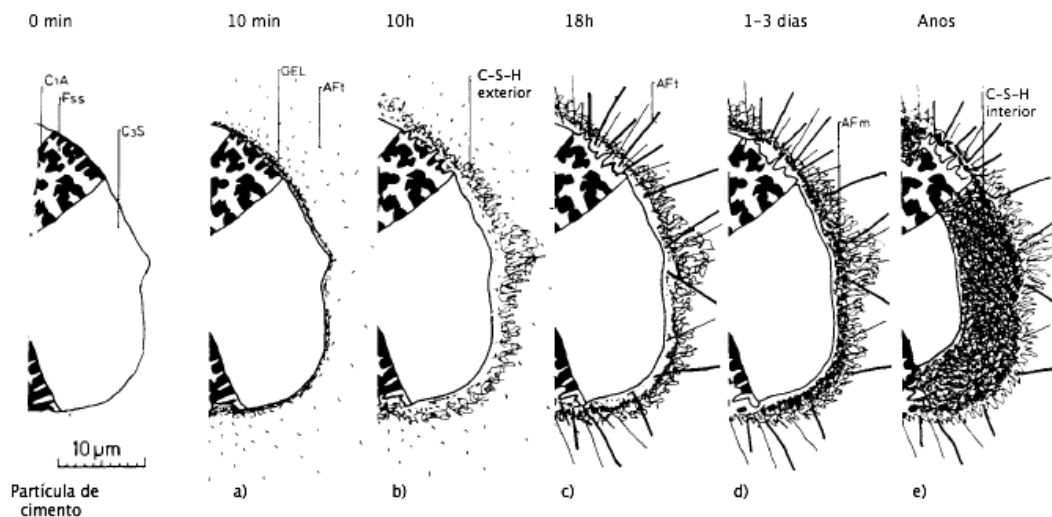 0 min
10 min
10h
18h
1-3 dias
Anos
C₃A
Fss
C₃S
GEL
AFt
C-S-H
exterior
AFt
AFm
C-S-H
interior
10 µm
Partícula de
cimento
a)
b)
c)
d)
e)